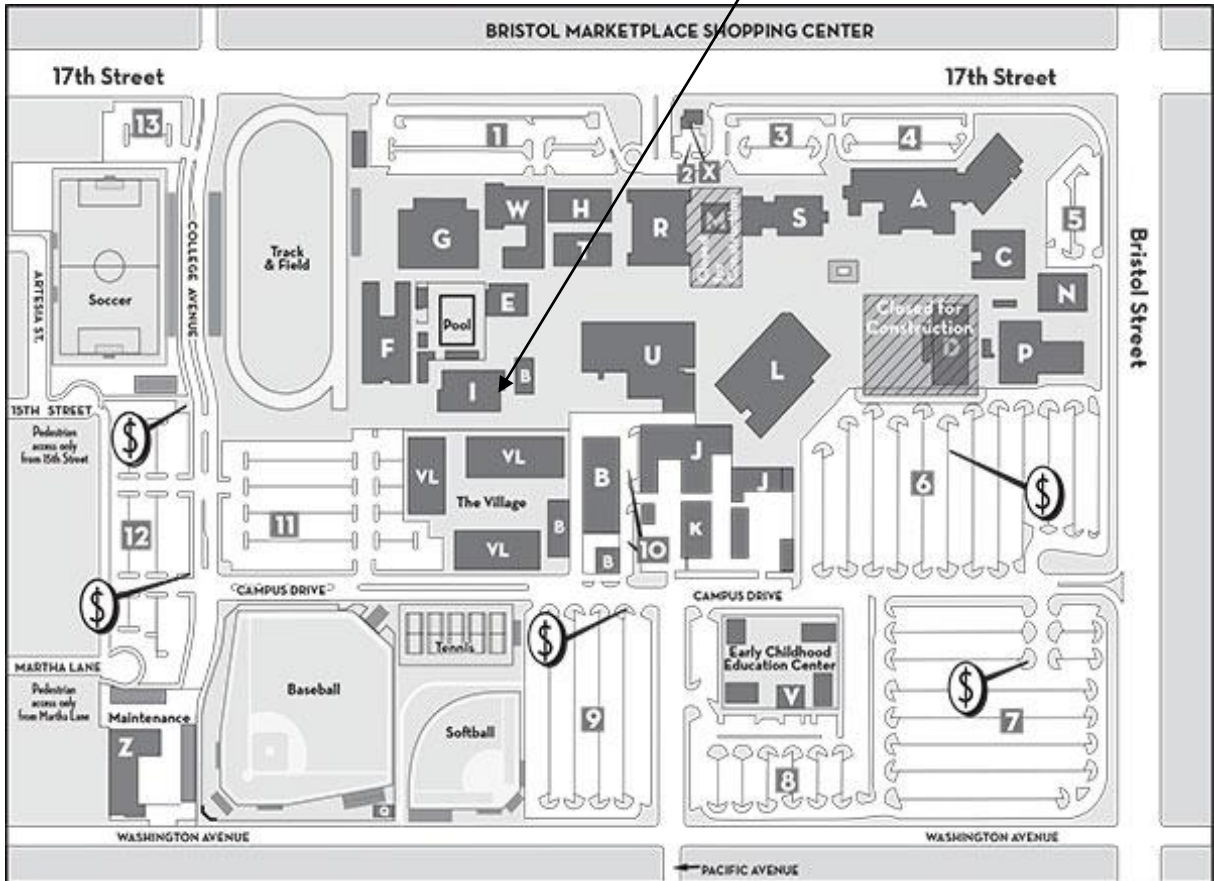 BRISTOL MARKETPLACE SHOPPING CENTER
17th Street
17th Street
13
1
3
4
2
X
5
W
H
T
R
M
S
A
G
C
N
E
Track
& Field
COLLEGE AVENUE
ARTESIA ST.
Soccer
Bristol Street
Closed for
Construction
D
P
Pool
F
U
L
I
B
15TH STREET
Pedestrian
access only
from 15th Street
$
VL
VL
The Village
VL
B
B
B
J
J
K
10
6
$
11
12
$
CAMPUS DRIVE
CAMPUS DRIVE
MARTHA LANE
Pedestrian
access only
from Martha Lane
Maintenance
Z
Baseball
Tennis
Softball
$
9
Early Childhood
Education Center
V
8
$
7
WASHINGTON AVENUE
WASHINGTON AVENUE
PACIFIC AVENUE